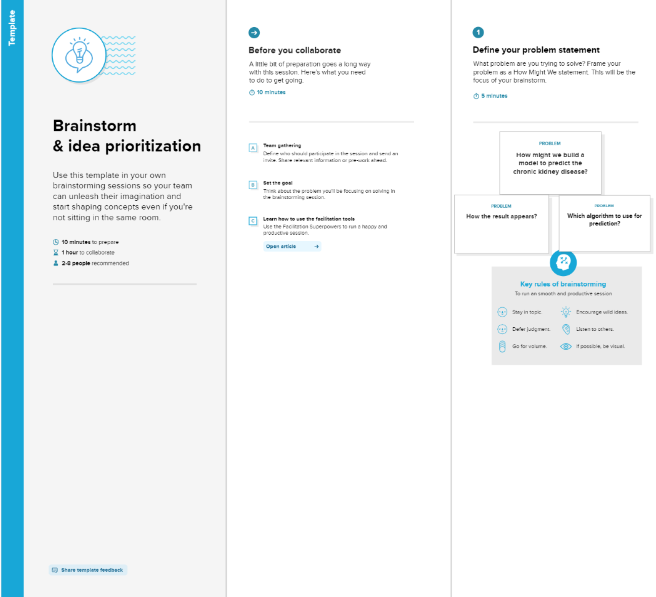 Template
Brainstorm
& idea prioritization
Use this template in your own
brainstorming sessions so your team
can unleash their imagination and
start shaping concepts even if you're
not sitting in the same room.
10 minutes to prepare
1 hour to collaborate
2-8 people recommended
Share template feedback
Before you collaborate
A little bit of preparation goes a long way
with this session. Here's what you need
to do to get going.
10 minutes
A
Team gathering
Define who should participate in the session and send an
invite. Share relevant information or pre-work ahead.
B
Set the goal
Think about the problem you'll be focusing on solving in
the brainstorming session.
C
Learn how to use the facilitation tools
Use the Facilitation Superpowers to run a happy and
productive session.
Open article
1
Define your problem statement
What problem are you trying to solve? Frame your
problem as a How Might We statement. This will be the
focus of your brainstorm.
5 minutes
PROBLEM
How might we build a
model to predict the
chronic kidney disease?
PROBLEM
How the result appears?
PROBLEM
Which algorithm to use for
prediction?
Key rules of brainstorming
To run an smooth and productive session
Stay in topic.
Encourage wild ideas.
Defer judgment.
Listen to others.
Go for volume.
If possible, be visual.